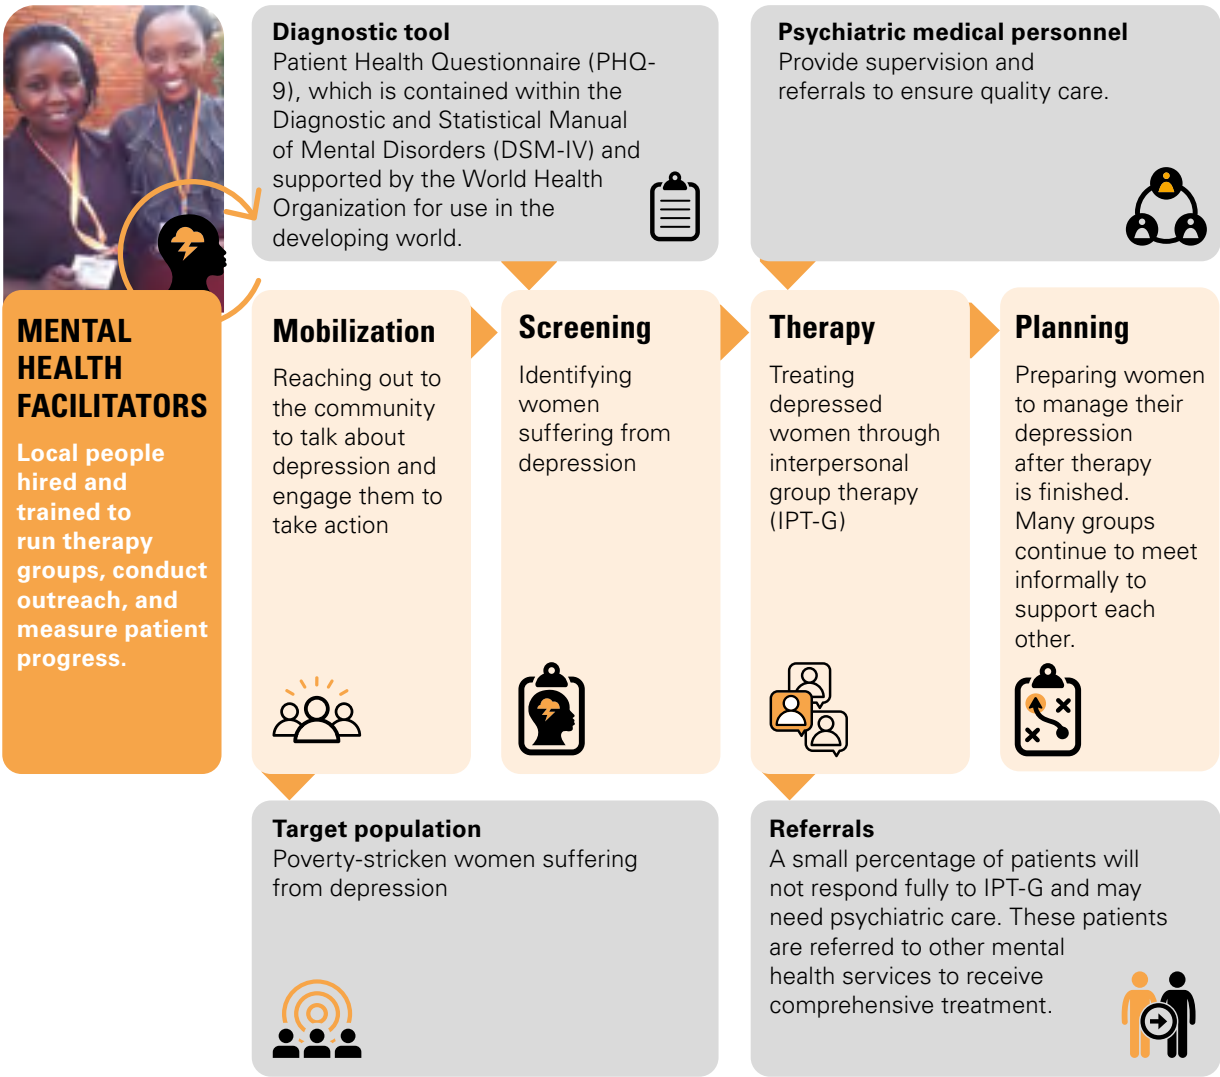 Diagnostic tool
Patient Health Questionnaire (PHQ-
9), which is contained within the
Diagnostic and Statistical Manual
of Mental Disorders (DSM-IV) and
supported by the World Health
Organization for use in the
developing world.
Psychiatric medical personnel
Provide supervision and
referrals to ensure quality care.
MENTAL
HEALTH
FACILITATORS
Local people
hired and
trained to
run therapy
groups, conduct
outreach, and
measure patient
progress.
Mobilization
Reaching out to
the community
to talk about
depression and
engage them to
take action
Screening
Identifying
women
suffering from
depression
Therapy
Treating
depressed
women through
interpersonal
group therapy
(IPT-G)
Planning
Preparing women
to manage their
depression
after therapy
is finished.
Many groups
continue to meet
informally to
support each
other.
Target population
Poverty-stricken women suffering
from depression
Referrals
A small percentage of patients will
not respond fully to IPT-G and may
need psychiatric care. These patients
are referred to other mental
health services to receive
comprehensive treatment.